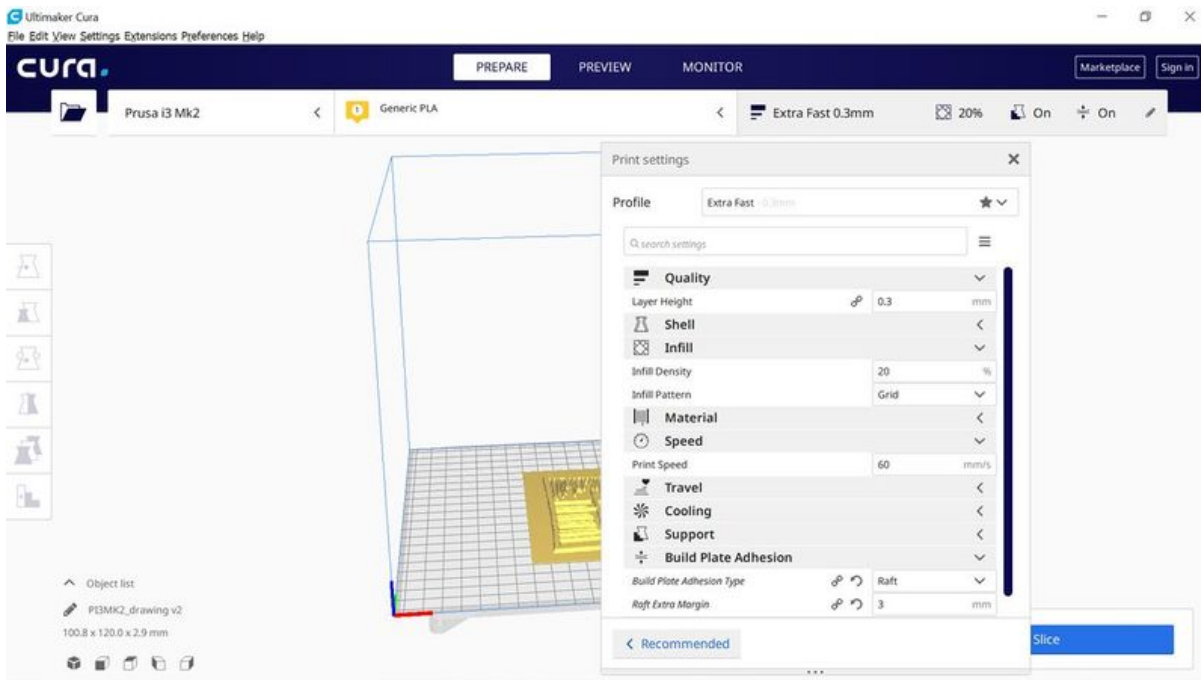 Ultimaker Cura
File Edit View Settings Extensions Preferences Help
cura.
PREPARE PREVIEW MONITOR
Marketplace Sign in
Prusa i3 Mk2
1 Generic PLA
Extra Fast 0.3mm 20% On On
Print settings
Profile Extra Fast - 0.3mm
search settings
Quality
Layer Height 0.3 mm
Shell
Infill
Infill Density 20 %
Infill Pattern Grid
Material
Speed
Print Speed 60 mm/s
Travel
Cooling
Support
Build Plate Adhesion
Build Plate Adhesion Type Raft
Raft Extra Margin 3 mm
Recommended
Slice
Object list
PI3MK2_drawing v2
100.8 x 120.0 x 2.9 mm